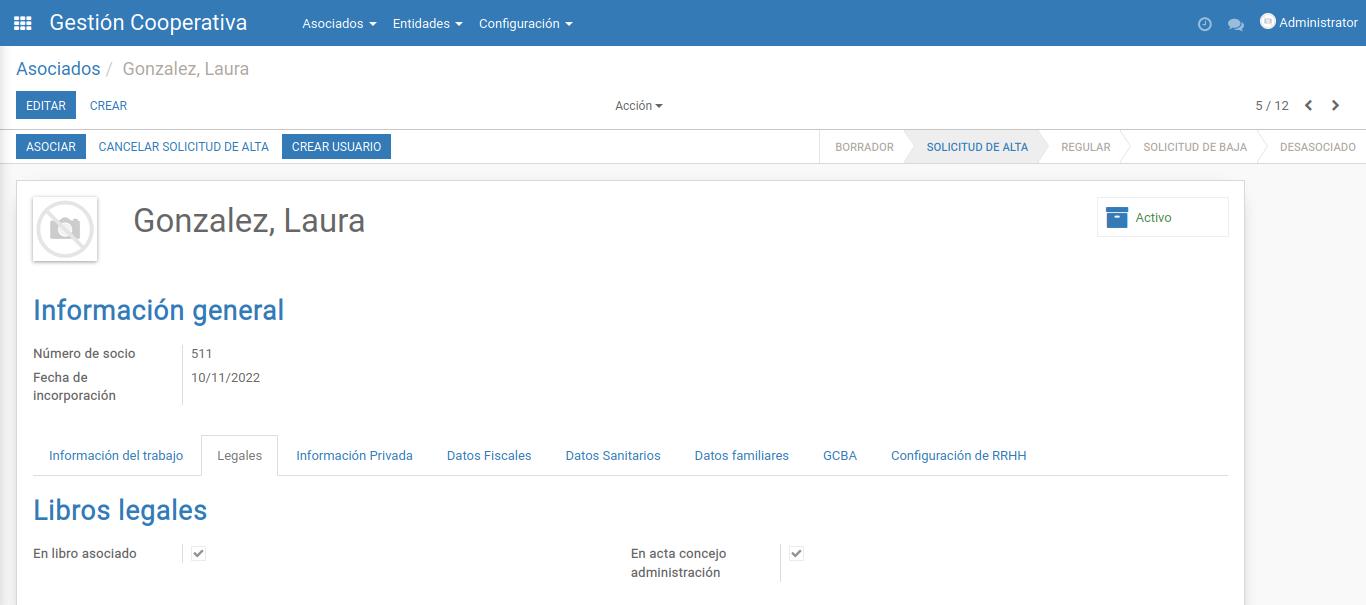 Gestión Cooperativa Asociados Entidades Configuración Administrator
Asociados / Gonzalez, Laura
EDITAR CREAR Acción 5 / 12
ASOCIAR CANCELAR SOLICITUD DE ALTA CREAR USUARIO BORRADOR SOLICITUD DE ALTA REGULAR SOLICITUD DE BAJA DESASOCIADO
Gonzalez, Laura
Activo
Información general
Número de socio 511
Fecha de 10/11/2022
incorporación
Información del trabajo Legales Información Privada Datos Fiscales Datos Sanitarios Datos familiares GCBA Configuración de RRHH
Libros legales
En libro asociado En acta concejo
administración